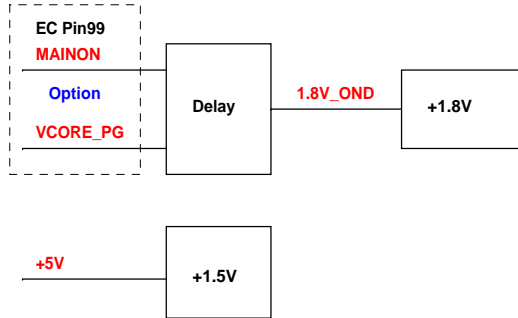 EC Pin99
MAINON
Option
VCORE_PG
Delay
1.8V_OND
+1.8V
+5V
+1.5V